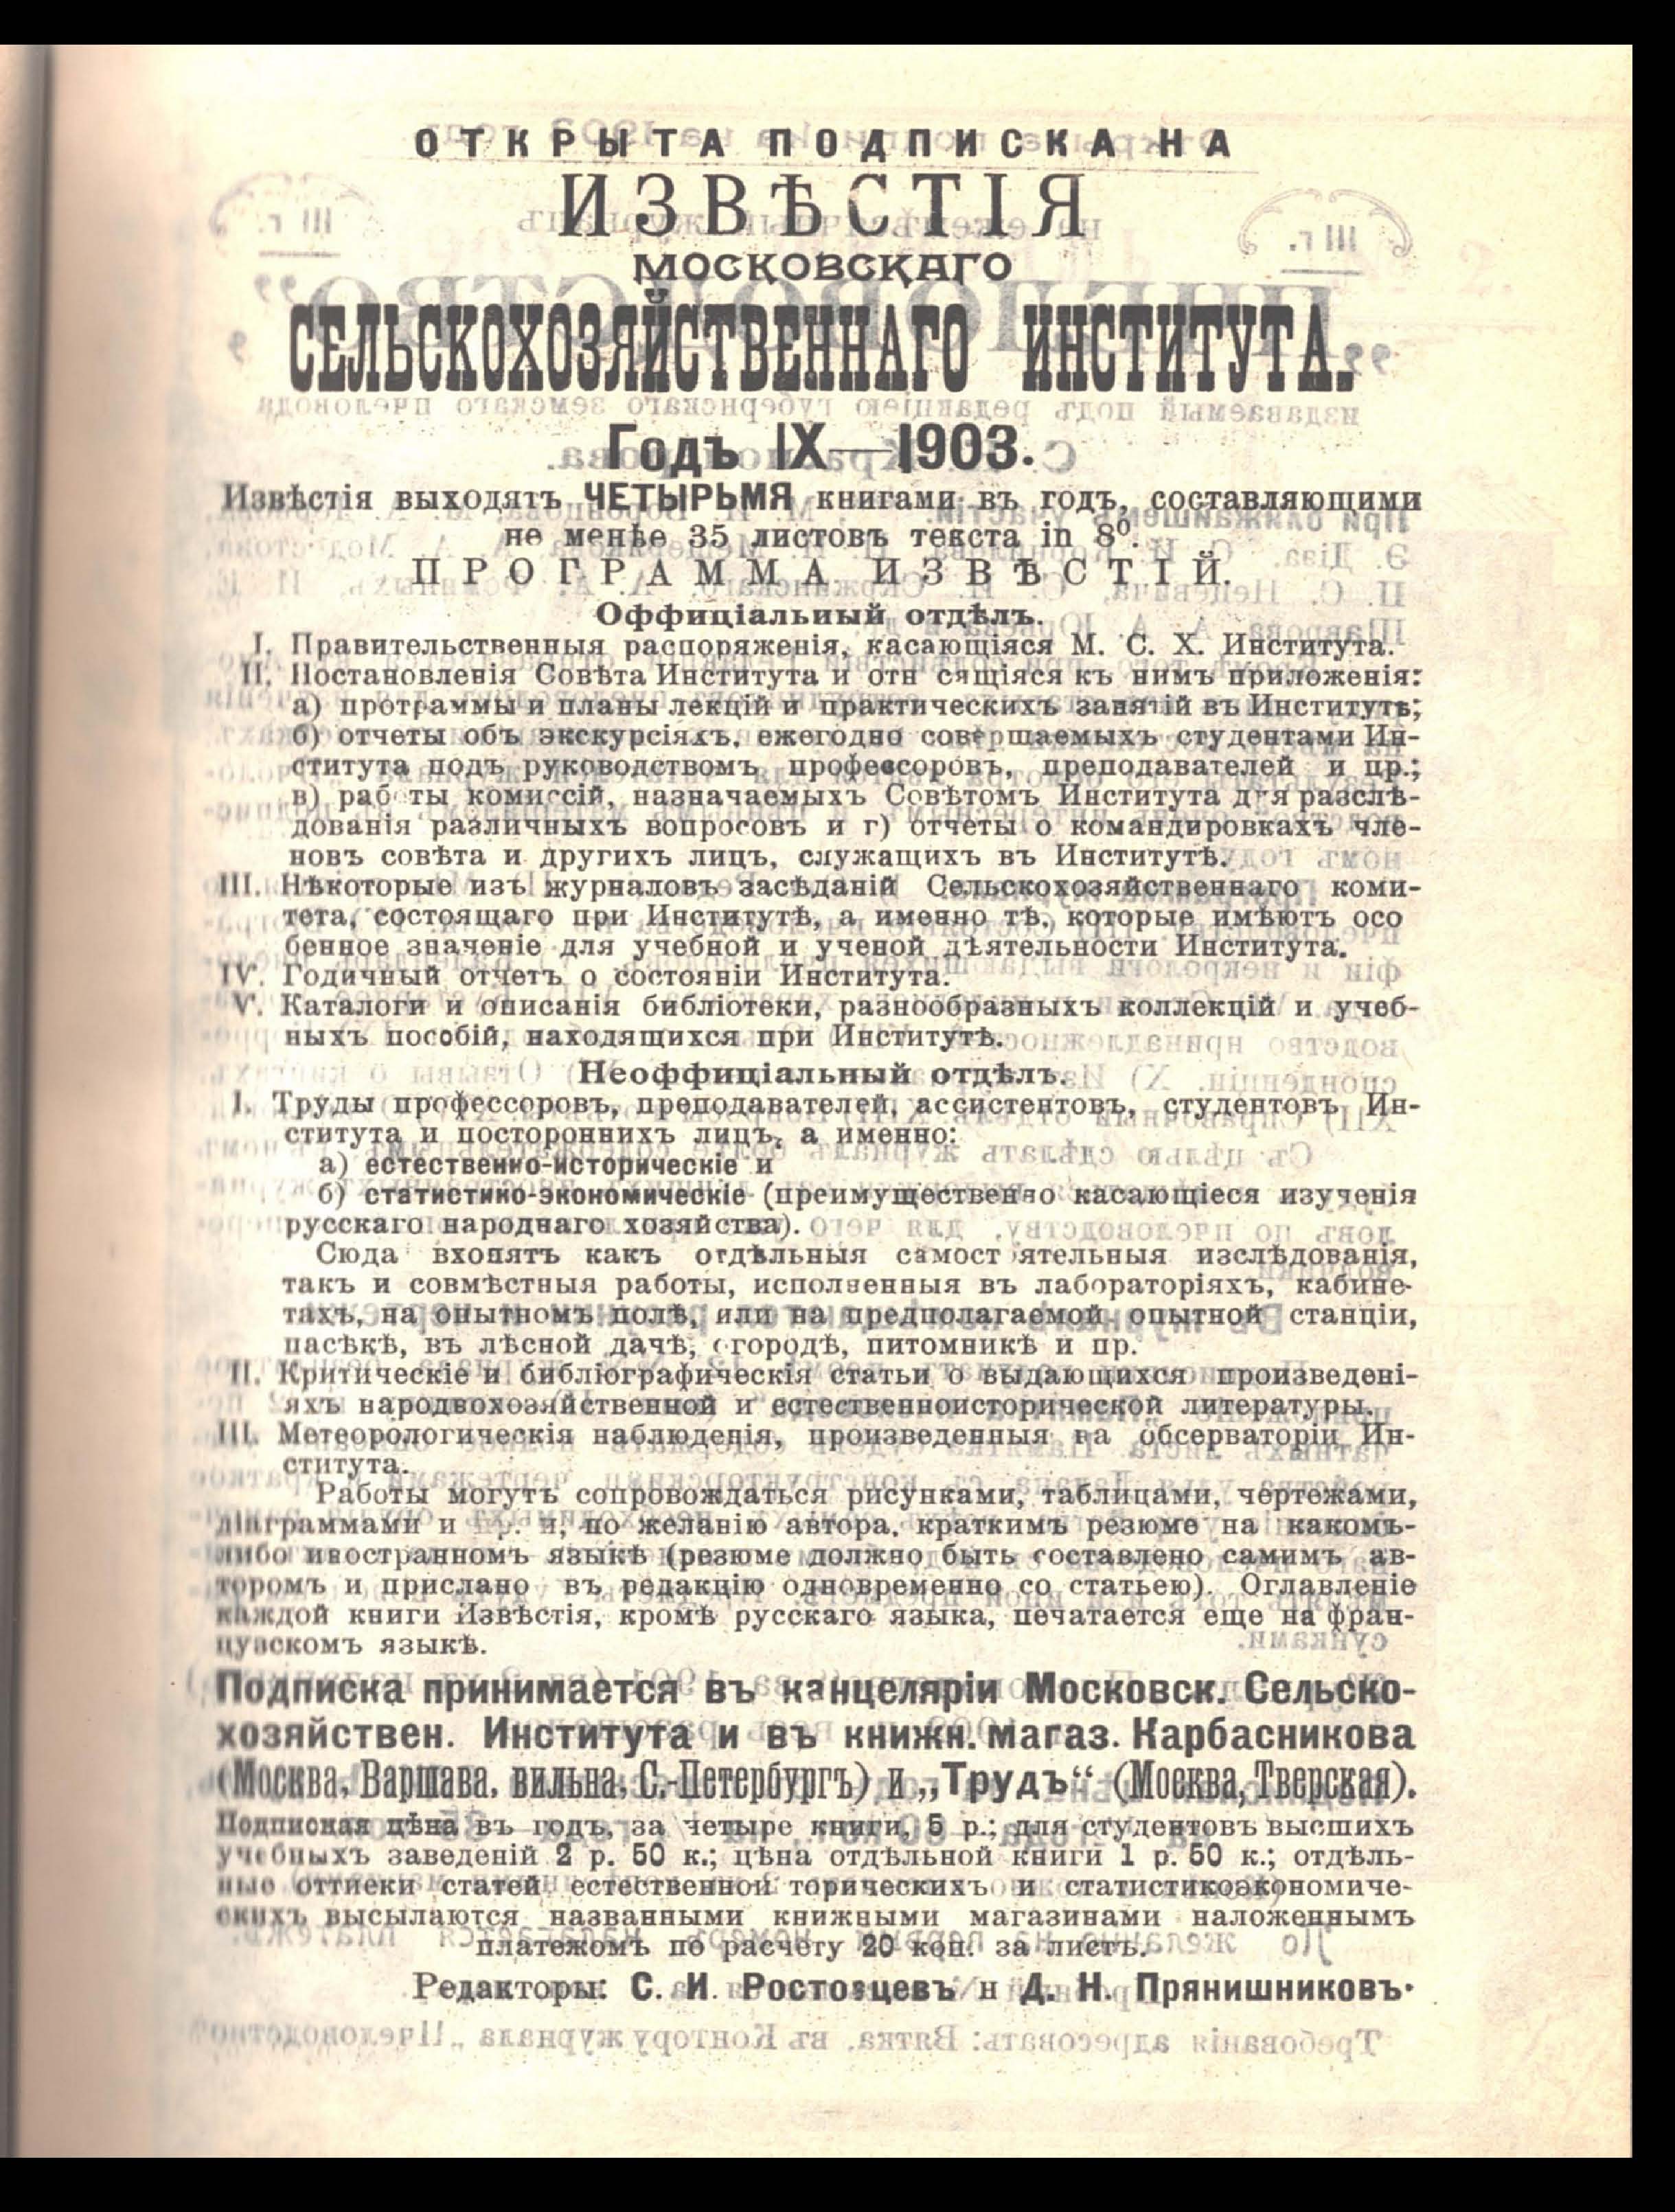 ОТКРЫТА ПОДПИСКА НА
ИЗВѢСТІЯ
МОСКОВСКАГО
СЕЛЬСКОХОЗЯЙСТВЕННАГО ИНСТИТУТА.
Годъ IX—1903.
Извѣстія выходятъ ЧЕТЫРЬМЯ книгами въ годъ, составляющими
не менѣе 35 листовъ текста in 8⁰.
ПРОГРАММА ИЗВѢСТІЙ.
Оффиціальный отдѣлъ.
I. Правительственныя распоряженія, касающіяся М. С. Х. Института.
II. Постановленія Совѣта Института и отн сящіяся къ нимъ приложенія:
а) программы и планы лекцій и практическихъ занятій въ Институтѣ;
б) отчеты объ экскурсіяхъ, ежегодно совершаемыхъ студентами Ин-
ститута подъ руководствомъ профессоровъ, преподавателей и пр.;
в) работы комиссій, назначаемыхъ Совѣтомъ Института для разслѣ-
дованія различныхъ вопросовъ и г) отчеты о командировкахъ чле-
новъ совѣта и другихъ лицъ, служащихъ въ Институтѣ.
III. Нѣкоторые изъ журналовъ засѣданій Сельскохозяйственнаго коми-
тета, состоящаго при Институтѣ, а именно тѣ, которые имѣютъ осо
бенное значеніе для учебной и ученой дѣятельности Института.
IV. Годичный отчетъ о состояніи Института.
V. Каталоги и описанія библіотеки, разнообразныхъ коллекцій и учеб-
ныхъ пособій, находящихся при Институтѣ.
Неоффиціальный отдѣлъ.
I. Труды профессоровъ, преподавателей, ассистентовъ, студентовъ Ин-
ститута и постороннихъ лицъ, а именно:
а) естественно-историческіе и
б) статистико-экономическіе (преимущественно касающіеся изученія
русскаго народнаго хозяйства).
Сюда входятъ какъ отдѣльныя самостоятельныя изслѣдованія,
такъ и совмѣстныя работы, исполненныя въ лабораторіяхъ, кабине-
тахъ, на опытномъ полѣ, или на предполагаемой опытной станціи,
пасѣкѣ, въ лѣсной дачѣ, огородѣ, питомникѣ и пр.
II. Критическіе и библіографическія статьи о выдающихся произведені-
яхъ народнохозяйственной и естественноисторической литературы.
III. Метеорологическія наблюденія, произведенныя на обсерваторіи Ин-
ститута.
Работы могутъ сопровождаться рисунками, таблицами, чертежами,
діаграммами и пр. и, по желанію автора, краткимъ резюме на какомъ-
либо иностранномъ языкѣ (резюме должно быть составлено самимъ ав-
торомъ и прислано въ редакцію одновременно со статьею). Оглавленіе
каждой книги Извѣстія, кромѣ русскаго языка, печатается еще на фран-
цузскомъ языкѣ.
Подписка принимается въ канцеляріи Московск. Сельско-
хозяйствен. Института и въ книжн. магаз. Карбасникова
(Москва, Варшава, вильна, С.-Петербургъ) и „Трудъ“ (Москва, Тверская).
Подписная цѣна въ годъ, за четыре книги, 5 р.; для студентовъ высшихъ
учебныхъ заведеній 2 р. 50 к.; цѣна отдѣльной книги 1 р. 50 к.; отдѣль-
ные оттиски статей естественнои торическихъ и статистикоэкономиче-
скихъ высылаются названными книжными магазинами наложеннымъ
платежомъ по расчету 20 коп. за листъ.
Редакторы: С. И. Ростовцевъ и Д. Н. Прянишниковъ.